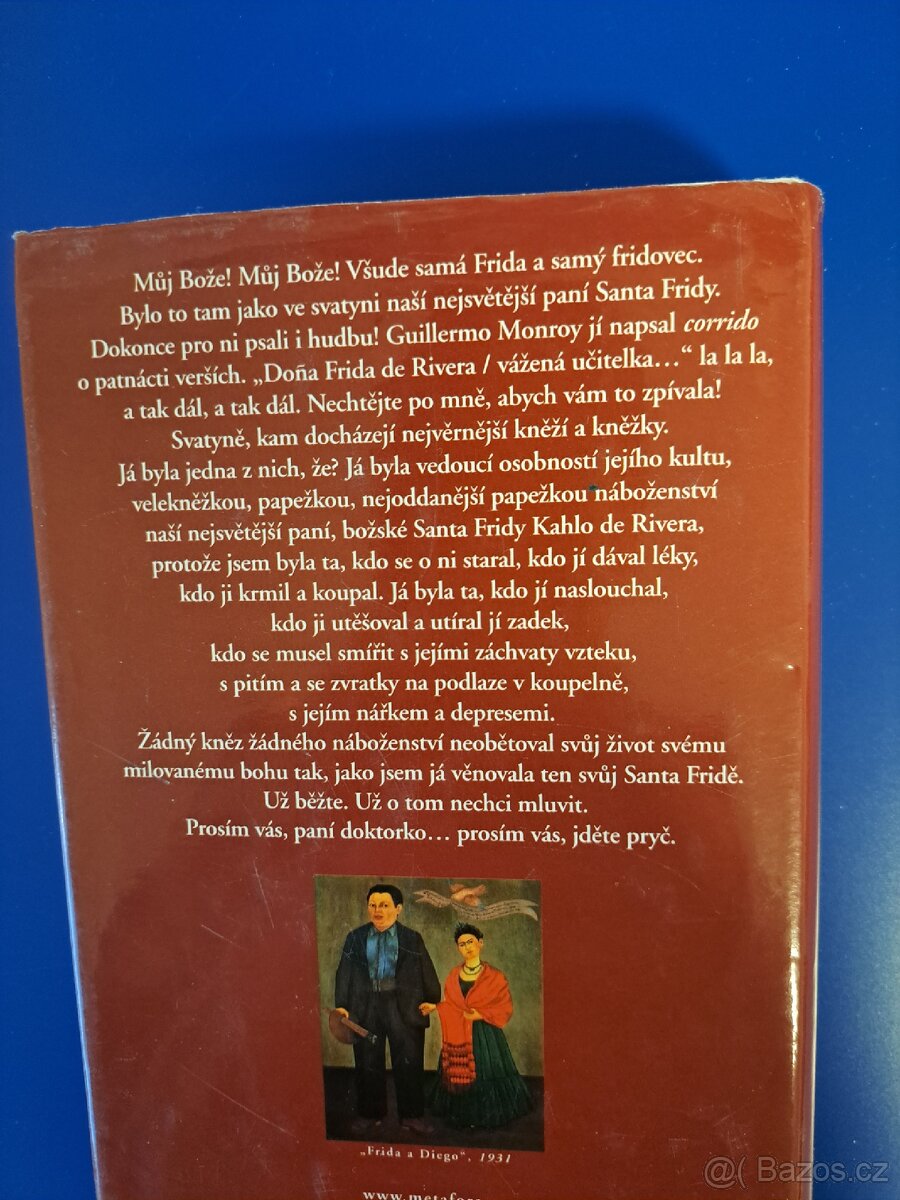 Můj Bože! Můj Bože! Všude samá Frida a samý fridovec.
Bylo to tam jako ve svatyni naší nejsvětější paní Santa Fridy.
Dokonce pro ni psali i hudbu! Guillermo Monroy jí napsal corrido
o patnácti verších. „Doña Frida de Rivera / vážená učitelka…“ la la la,
a tak dál, a tak dál. Nechtějte po mně, abych vám to zpívala!
Svatyně, kam docházejí nejvěrnější kněží a kněžky.
Já byla jedna z nich, že? Já byla vedoucí osobností jejího kultu,
velekněžkou, papežkou, nejoddanější papežkou náboženství
naší nejsvětější paní, božské Santa Fridy Kahlo de Rivera,
protože jsem byla ta, kdo se o ni staral, kdo jí dával léky,
kdo ji krmil a koupal. Já byla ta, kdo jí naslouchal,
kdo ji utěšoval a utíral jí zadek,
kdo se musel smířit s jejími záchvaty vzteku,
s pitím a se zvratky na podlaze v koupelně,
s jejím nářkem a depresemi.
Žádný kněz žádného náboženství neobětoval svůj život svému
milovanému bohu tak, jako jsem já věnovala ten svůj Santa Fridě.
Už běžte. Už o tom nechci mluvit.
Prosím vás, paní doktorko… prosím vás, jděte pryč.
„Frida a Diego“, 1931
www.metafora
@( Bazos.cz